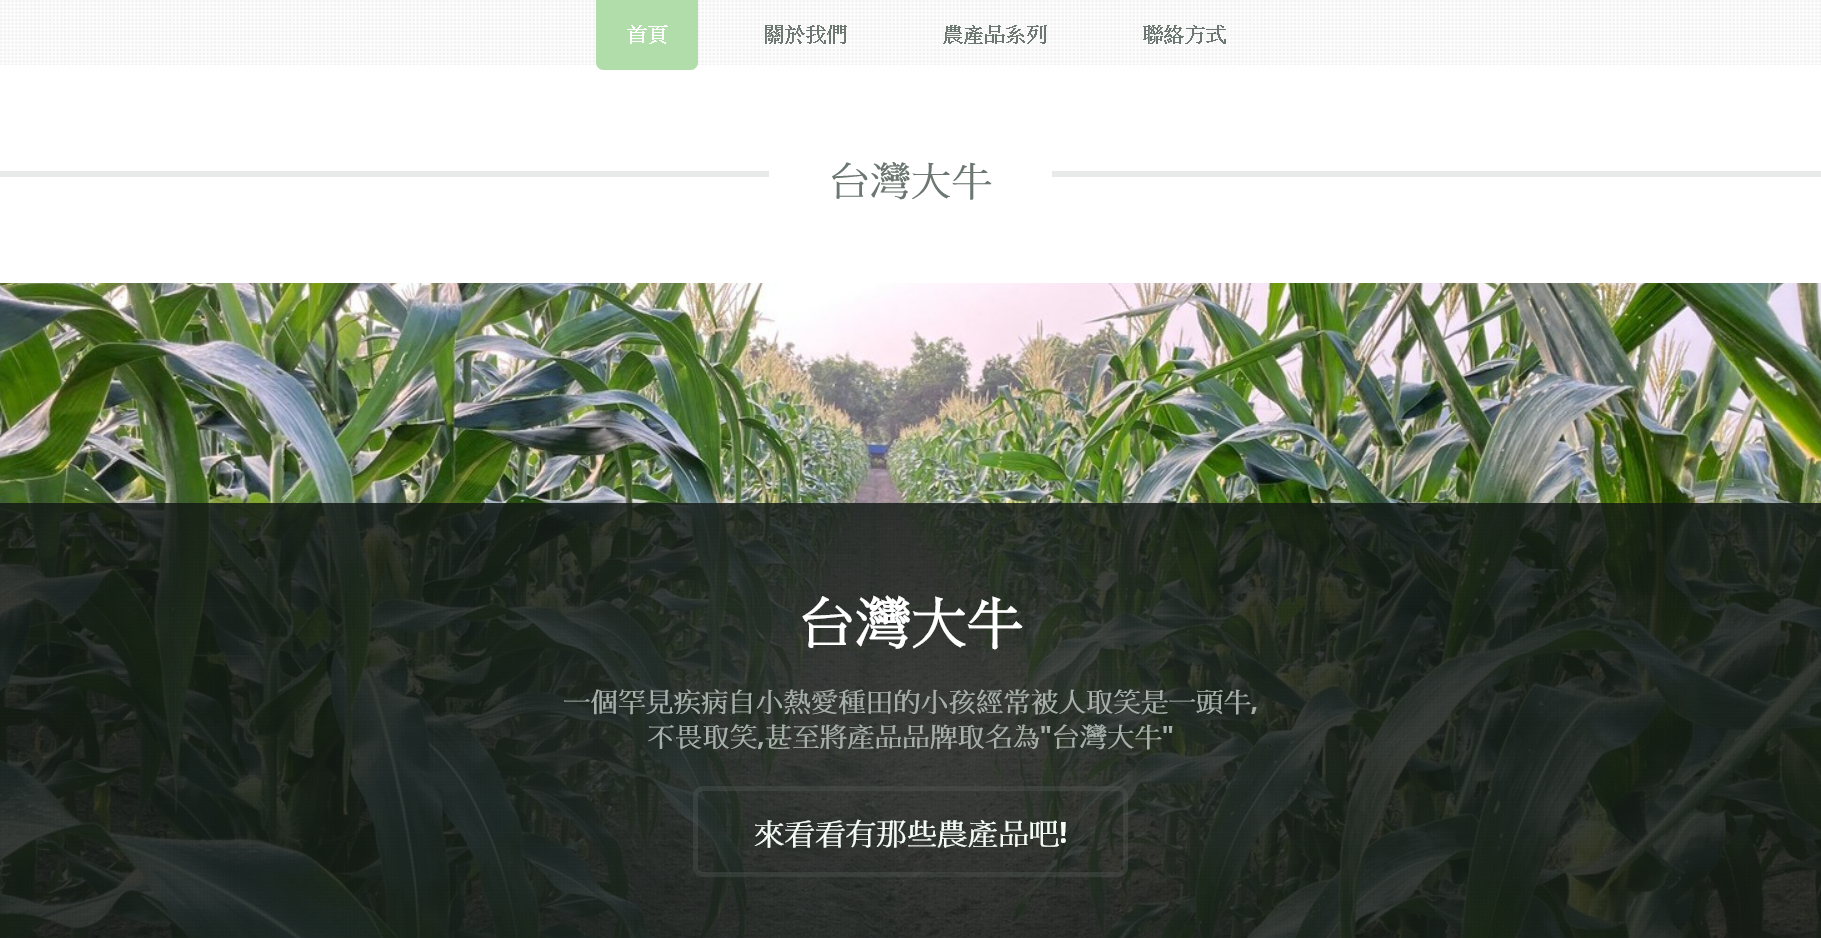 首頁 關於我們 農產品系列 聯絡方式
台灣大牛
台灣大牛
一個罕見疾病自小熱愛種田的小孩經常被人取笑是一頭牛,
不畏取笑,甚至將產品品牌取名為"台灣大牛"
來看看有那些農產品吧!